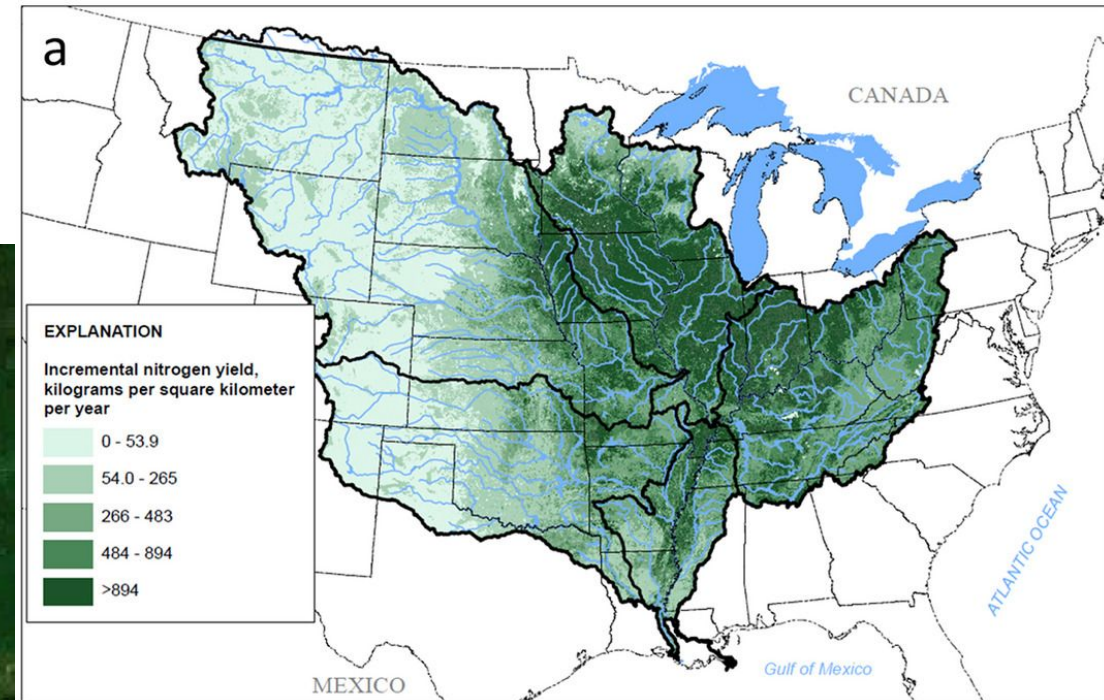 a
CANADA
EXPLANATION
Incremental nitrogen yield,
kilograms per square kilometer
per year
0 - 53.9
54.0 - 265
266 - 483
484 - 894
>894
ATLANTIC OCEAN
Gulf of Mexico
MEXICO